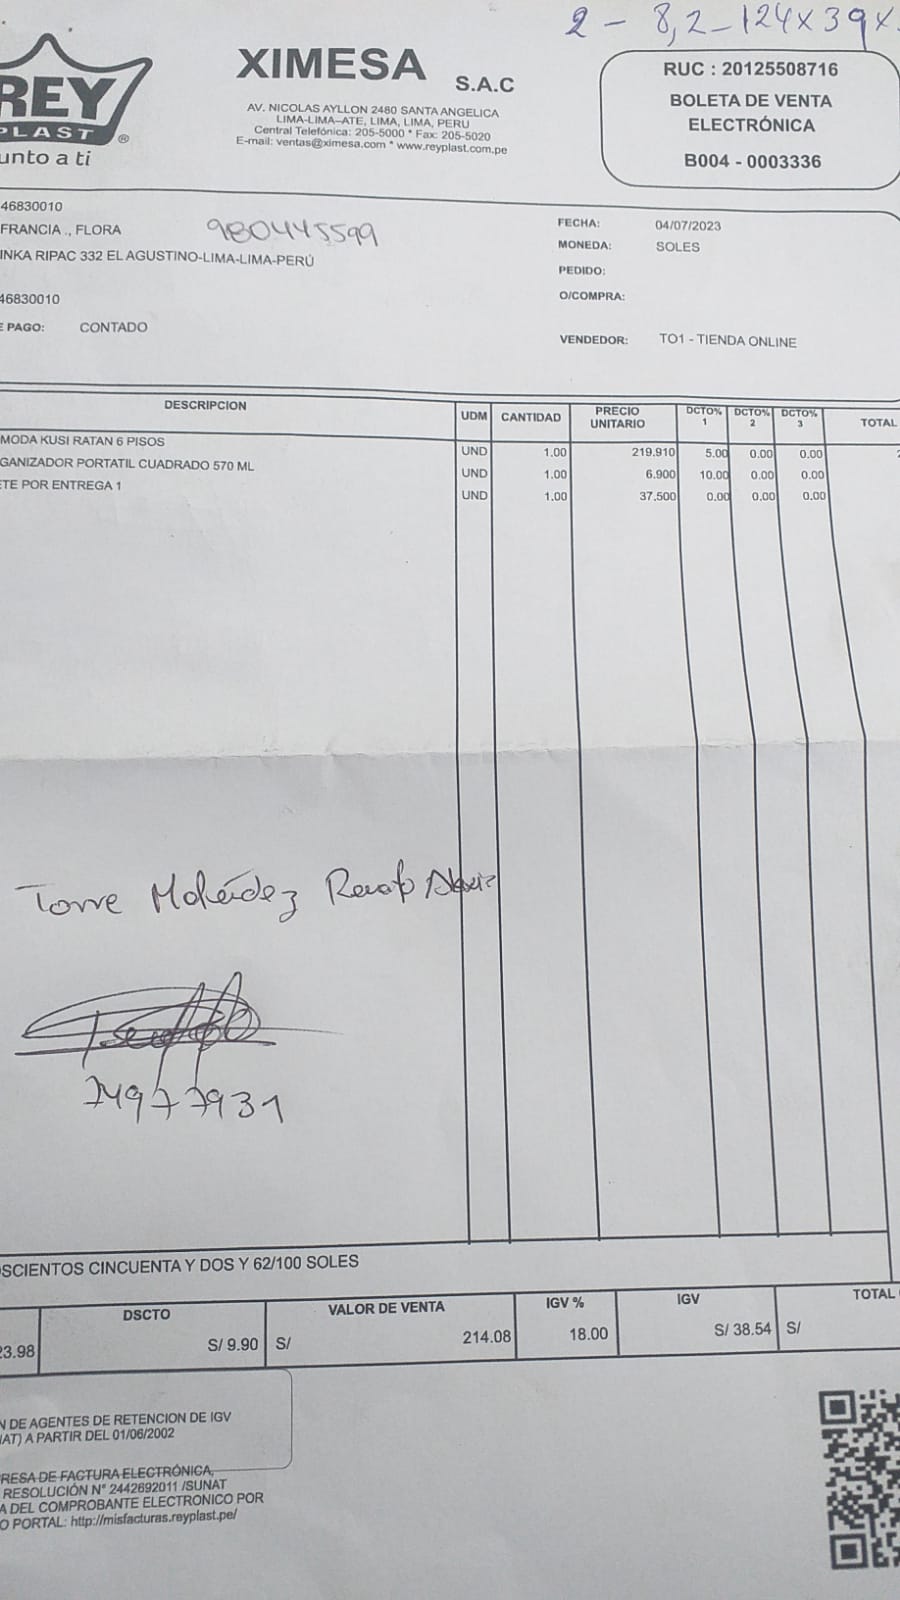 2 - 8,2 - 124x39x
REY
PLAST ®
unto a ti
XIMESA S.A.C
AV. NICOLAS AYLLON 2480 SANTA ANGELICA
LIMA-LIMA-ATE, LIMA, LIMA, PERU
Central Telefónica: 205-5000 * Fax: 205-5020
E-mail: ventas@ximesa.com * www.reyplast.com.pe
RUC : 20125508716
BOLETA DE VENTA
ELECTRÓNICA
B004 - 0003336
46830010
FRANCIA ., FLORA 980445599
INKA RIPAC 332 EL AGUSTINO-LIMA-LIMA-PERÚ
46830010
E PAGO: CONTADO
FECHA: 04/07/2023
MONEDA: SOLES
PEDIDO:
O/COMPRA:
VENDEDOR: TO1 - TIENDA ONLINE
DESCRIPCION UDM CANTIDAD PRECIO UNITARIO DCTO% 1 DCTO% 2 DCTO% 3 TOTAL
MODA KUSI RATAN 6 PISOS UND 1.00 219.910 5.00 0.00 0.00 2
GANIZADOR PORTATIL CUADRADO 570 ML UND 1.00 6.900 10.00 0.00 0.00
ETE POR ENTREGA 1 UND 1.00 37.500 0.00 0.00 0.00
Torre
74977931
OSCIENTOS CINCUENTA Y DOS Y 62/100 SOLES
DSCTO VALOR DE VENTA IGV % IGV TOTAL
23.98 S/ 9.90 S/ 214.08 18.00 S/ 38.54 S/
N DE AGENTES DE RETENCION DE IGV
IAT) A PARTIR DEL 01/06/2002
RESA DE FACTURA ELECTRÓNICA,
RESOLUCIÓN N° 2442692011 /SUNAT
A DEL COMPROBANTE ELECTRONICO POR
O PORTAL: http://misfacturas.reyplast.pe/